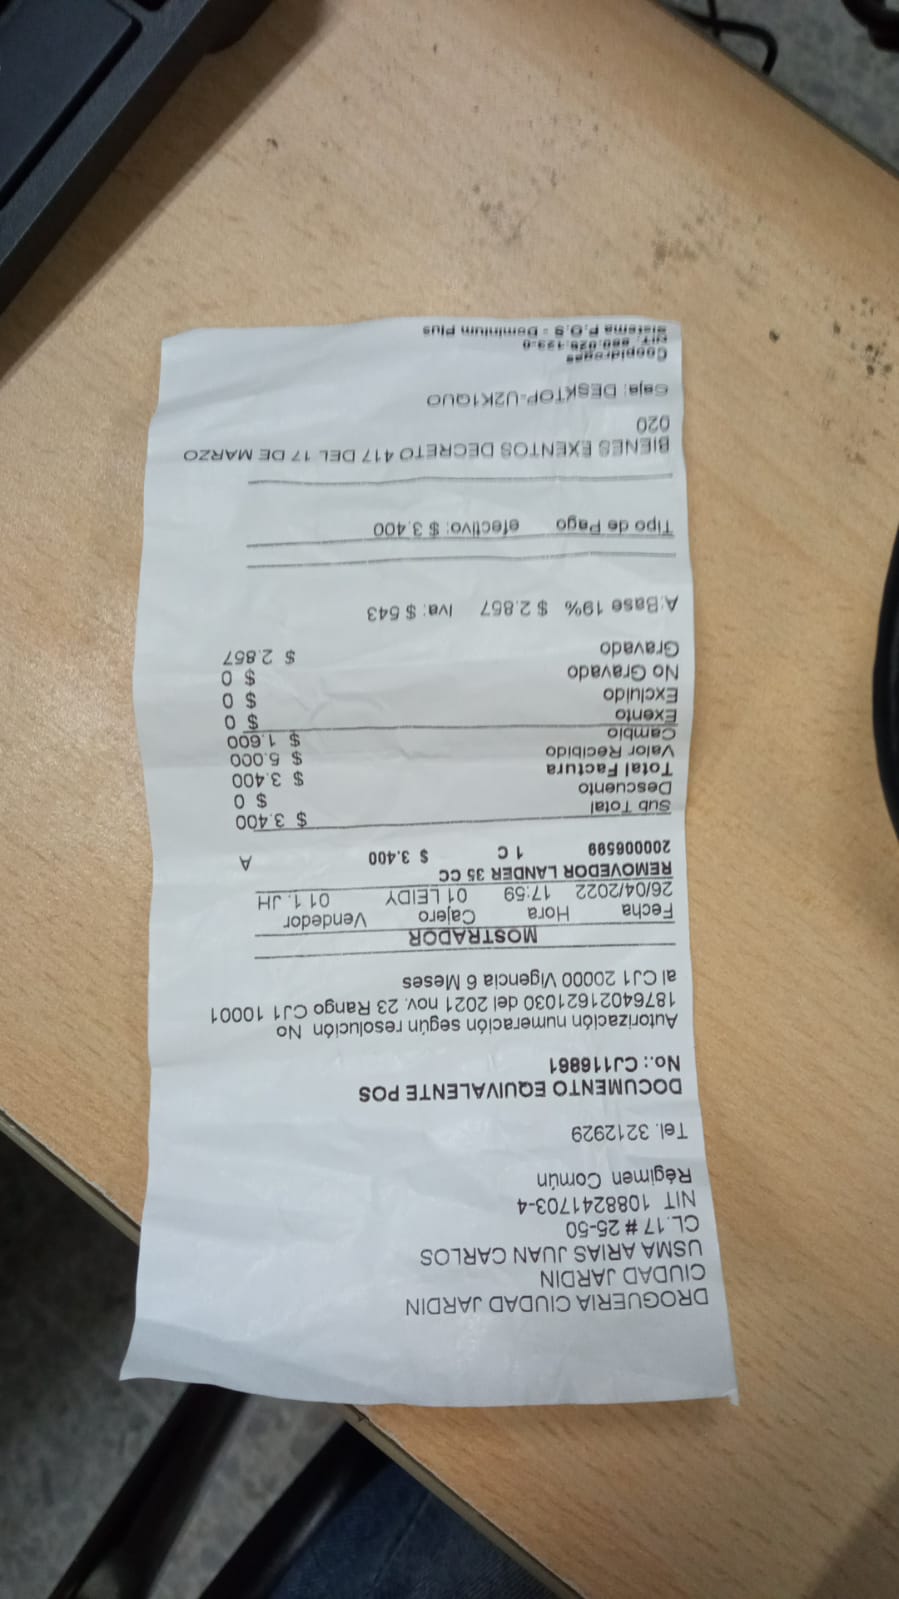 DROGUERIA CIUDAD JARDIN
CIUDAD JARDIN
USMA ARIAS JUAN CARLOS
CL.17 # 25-50
NIT 1088241703-4
Régimen Común
Tel. 3212929
DOCUMENTO EQUIVALENTE POS
No.: CJ116861
Autorización numeración según resolución No
18764021621030 del 2021 nov. 23 Rango CJ1 10001
al CJ1 20000 Vigencia 6 Meses
MOSTRADOR
Fecha Hora Cajero Vendedor
26/04/2022 17:59 01 LEIDY 01 1. JH
REMOVEDOR LANDER 35 CC
200006599 1 C $ 3.400 A
Sub Total $ 3.400
Descuento $ 0
Total Factura $ 3.400
Valor Recibido $ 5.000
Cambio $ 1.600
Exento $ 0
Excluido $ 0
No Gravado $ 0
Gravado $ 2.857
A:Base 19% $ 2.857 Iva: $ 543
Tipo de Pago efectivo: $ 3.400
BIENES EXENTOS DECRETO 417 DEL 17 DE MARZO
020
Caja: DESKTOP-U2K1QUO
Coopidrogas
NIT. 860.026.123-0
Sistema P.O.S - Dominium Plus